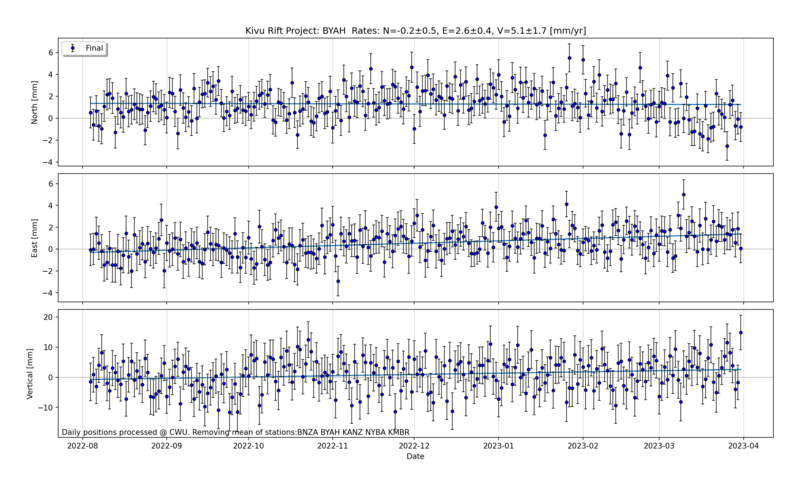 Kivu Rift Project: BYAH Rates: N=-0.2±0.5, E=2.6±0.4, V=5.1±1.7 [mm/yr]
Final
North [mm]
6
4
2
0
−2
−4
East [mm]
6
4
2
0
−2
−4
Vertical [mm]
20
10
0
−10
Daily positions processed @ CWU. Removing mean of stations:BNZA BYAH KANZ NYBA KMBR
2022-08 2022-09 2022-10 2022-11 2022-12 2023-01 2023-02 2023-03 2023-04
Date